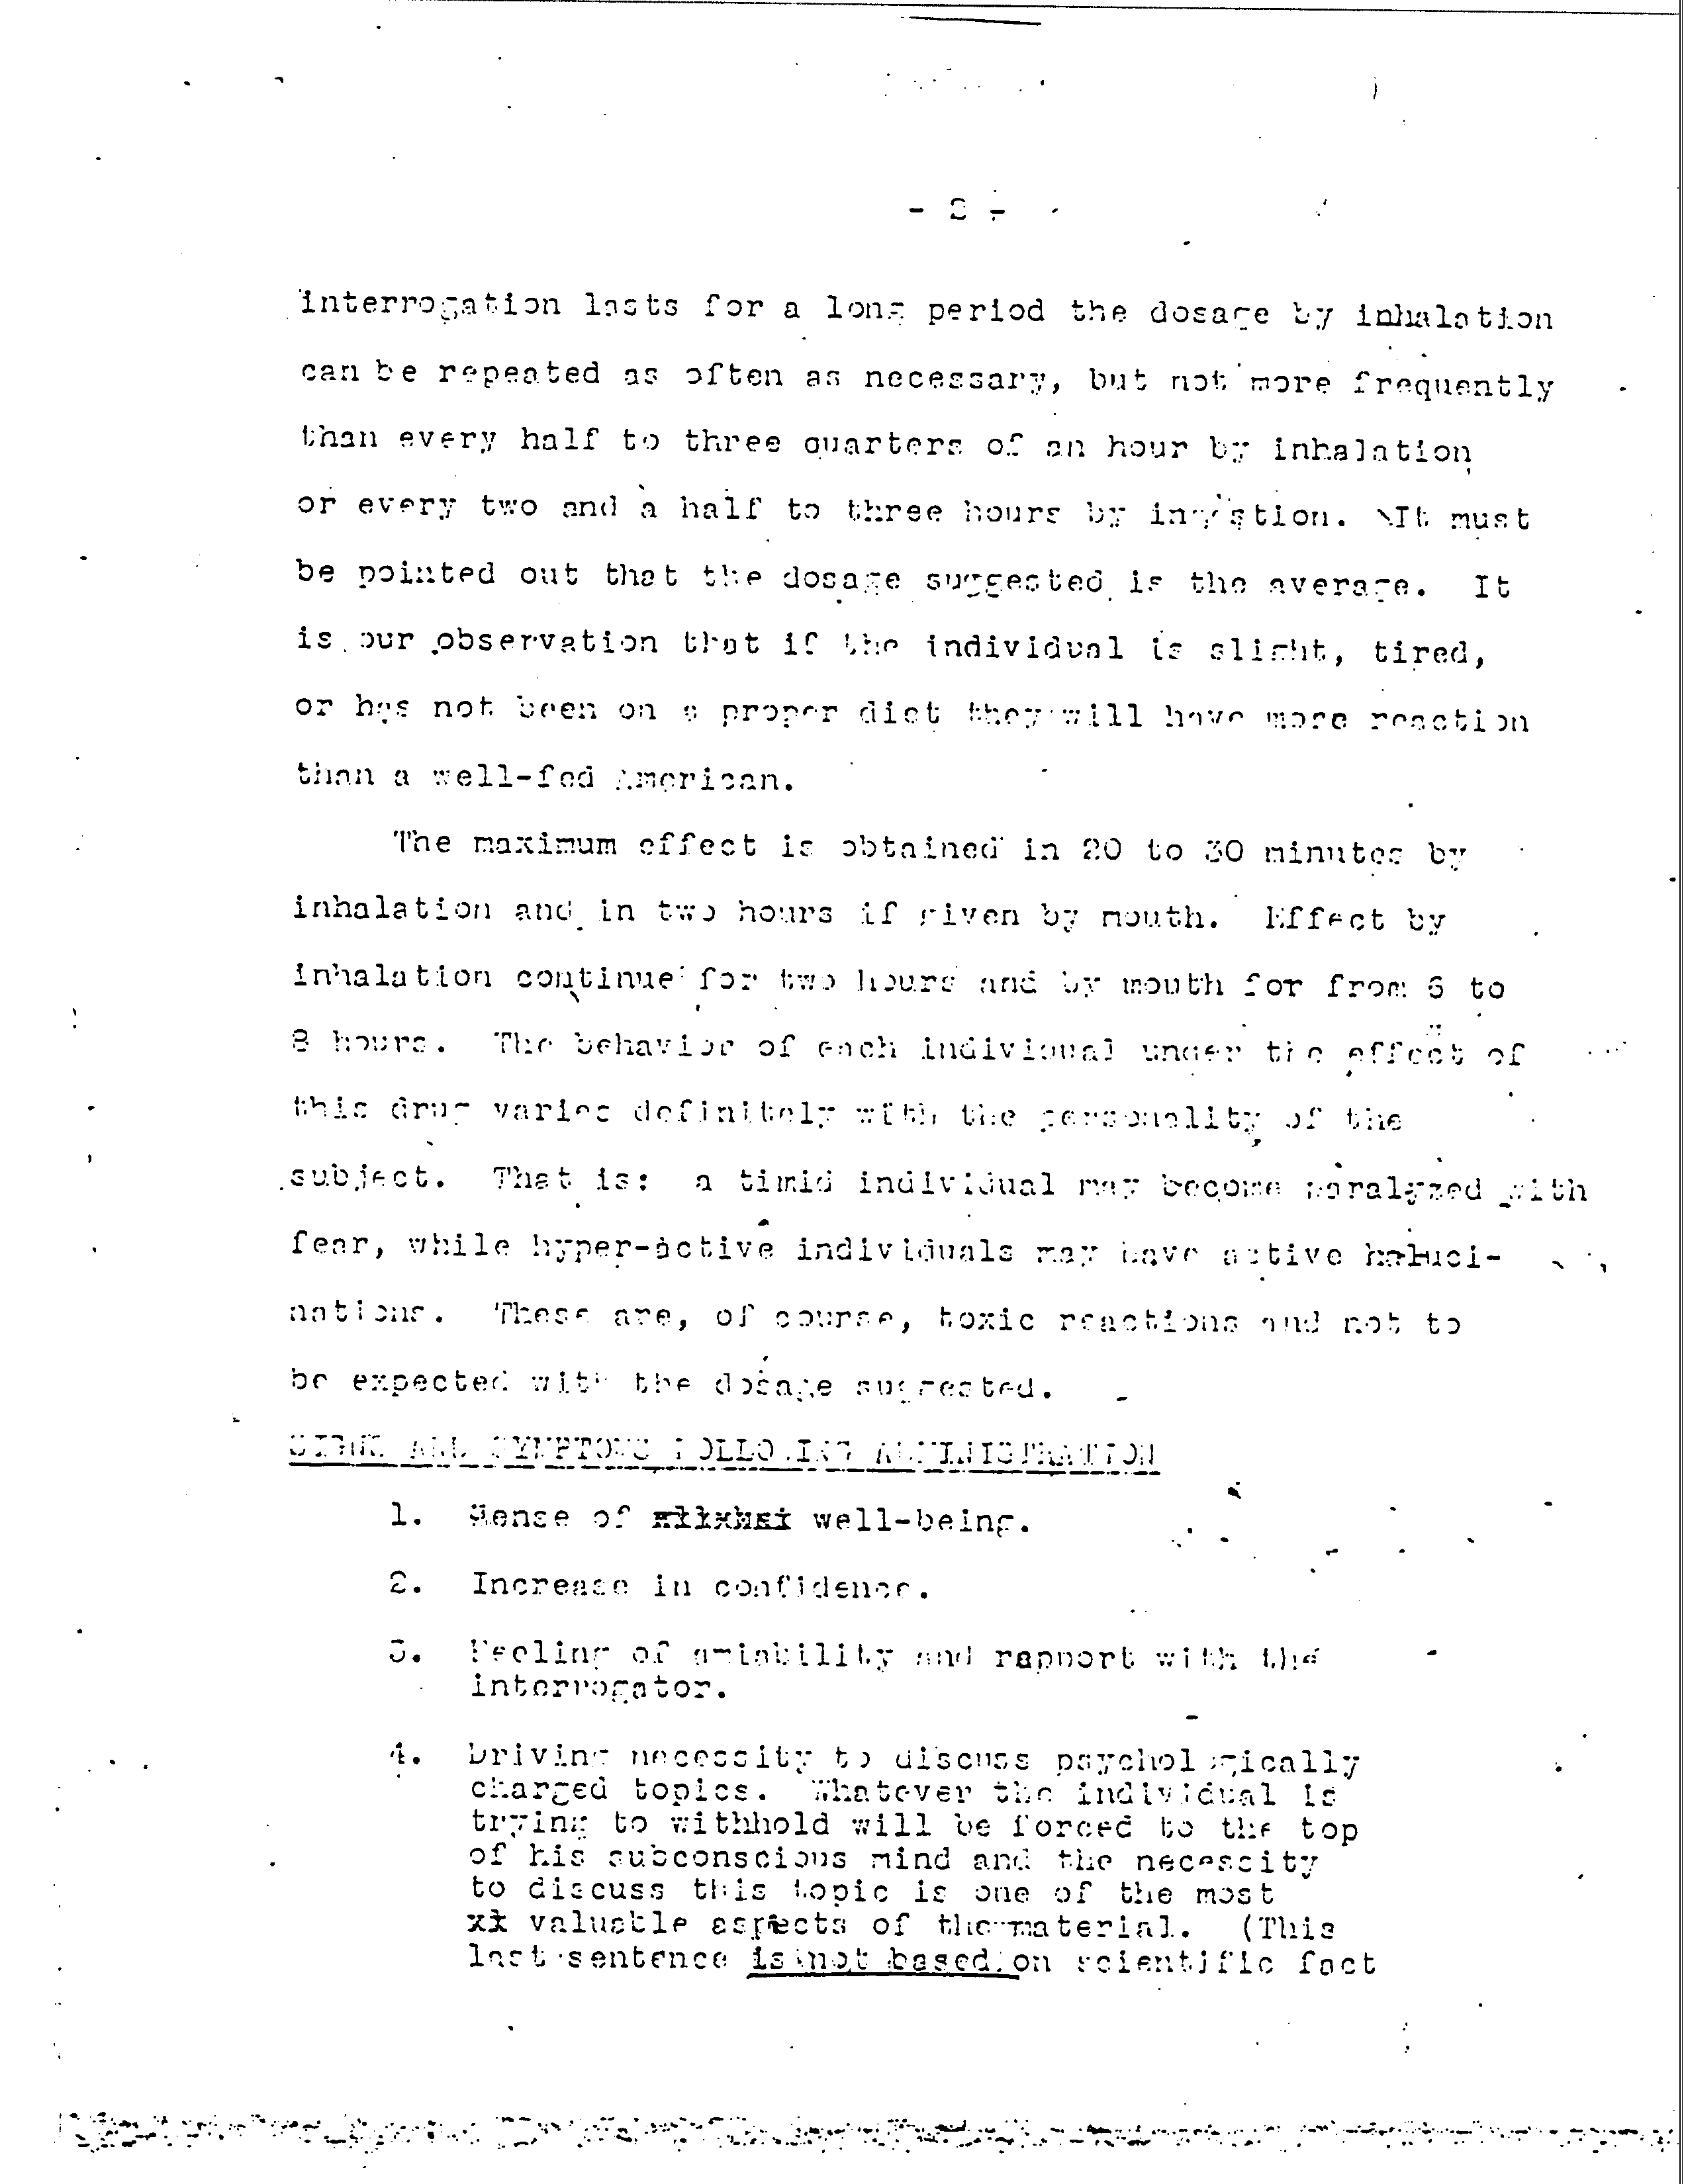 - 2 -
interrogation lasts for a long period the dosage by inhalation
can be repeated as often as necessary, but not more frequently
than every half to three quarters of an hour by inhalation
or every two and a half to three hours by ingestion. It must
be pointed out that the dosage suggested is the average. It
is our observation that if the individual is slight, tired,
or has not been on a proper diet they will have more reaction
than a well-fed American.
The maximum effect is obtained in 20 to 30 minutes by
inhalation and in two hours if given by mouth. Effect by
inhalation continue for two hours and by mouth for from 6 to
8 hours. The behavior of each individual under the effect of
this drug varies definitely with the personality of the
subject. That is: a timid individual may become paralyzed with
fear, while hyper-active individuals may have active haluci-
nations. These are, of course, toxic reactions and not to
be expected with the dosage suggested.
SIGNS AND SYMPTOMS FOLLOWING ADMINISTRATION
1. Sense of well-being.
2. Increase in confidence.
3. Feeling of amiability and rapport with the
interrogator.
4. Driving necessity to discuss psychologically
charged topics. Whatever the individual is
trying to withhold will be forced to the top
of his subconscious mind and the necessity
to discuss this topic is one of the most
xx valuable aspects of the material. (This
last sentence is not based on scientific fact